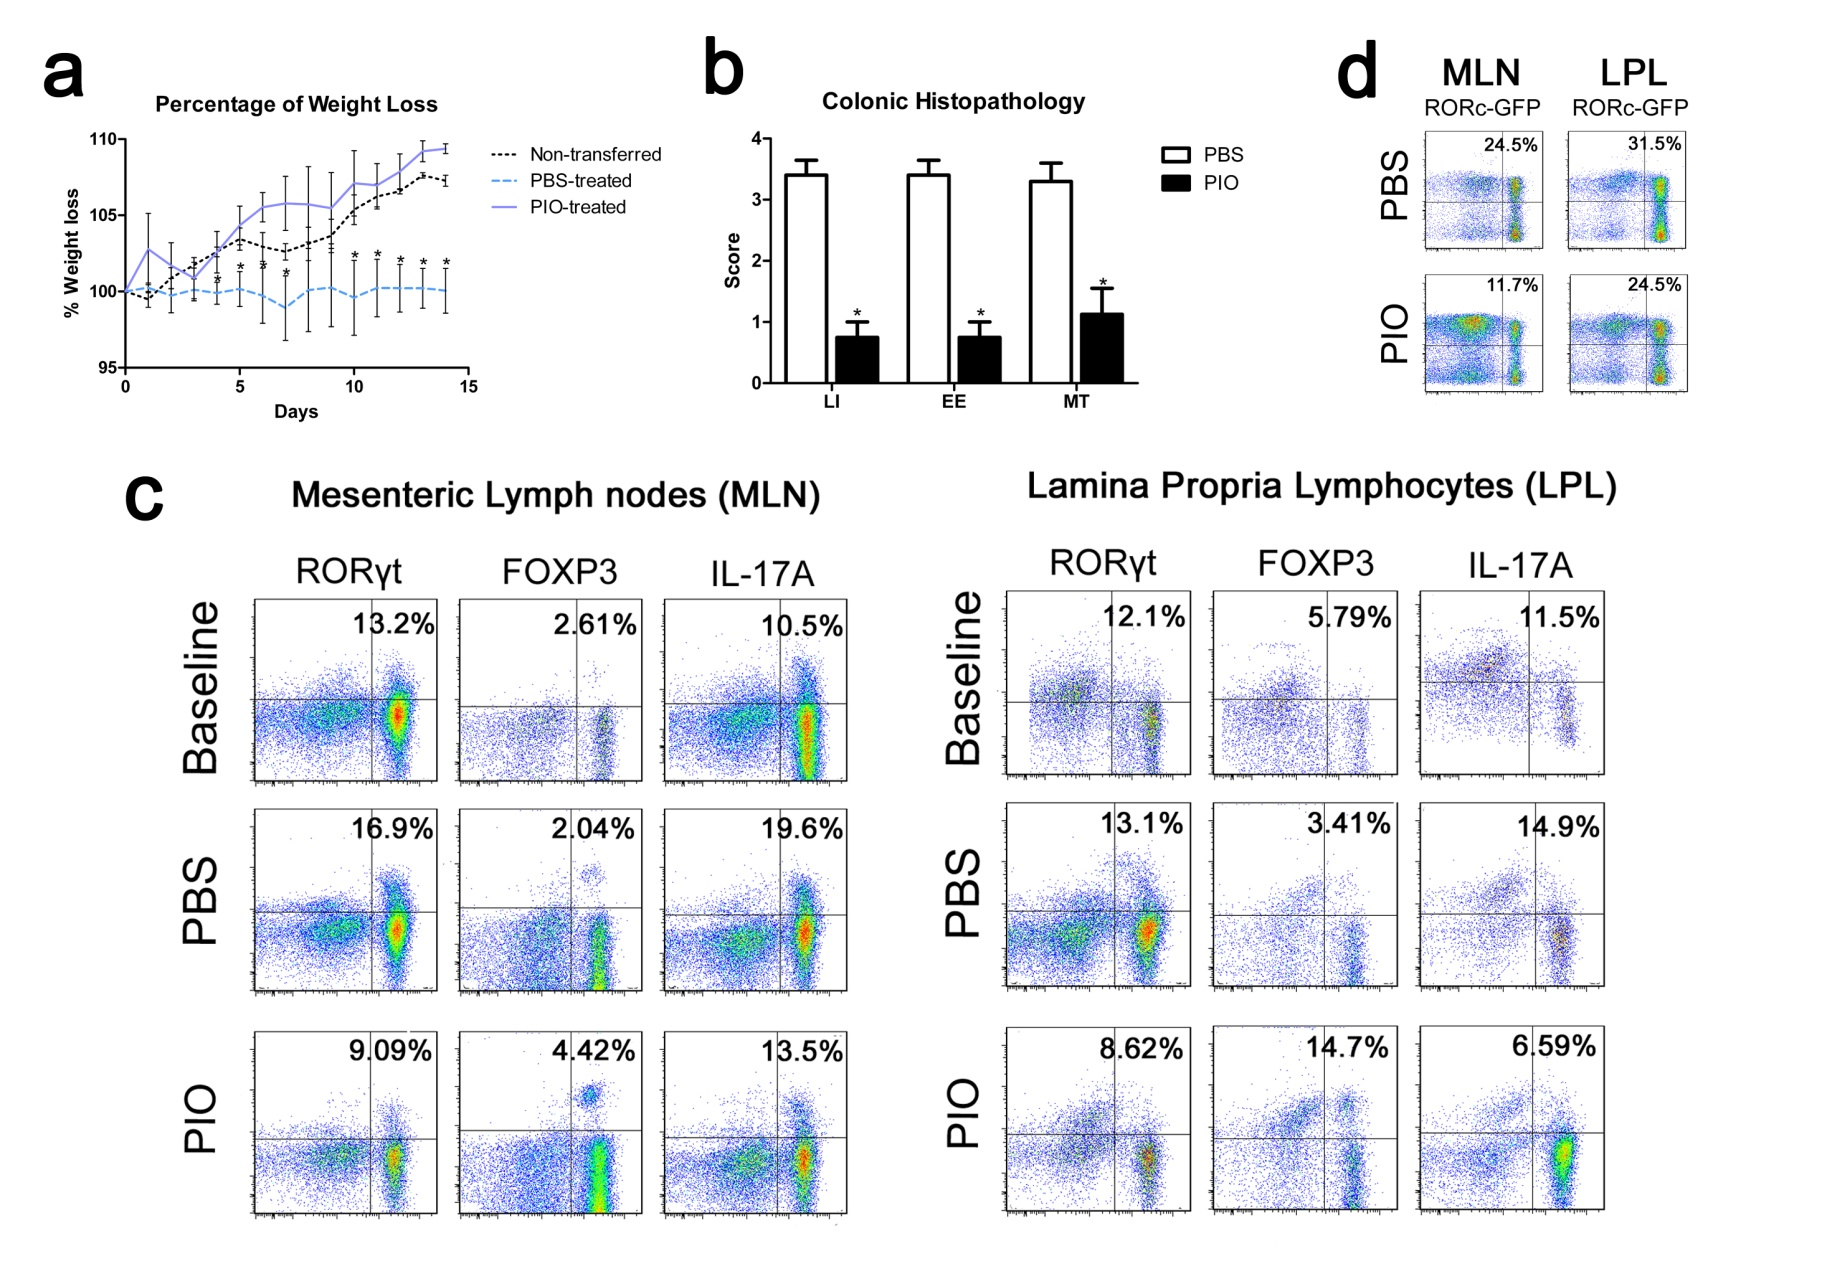 a
Percentage of Weight Loss
% Weight loss
110
105
100
95
0 5 10 15
Days
Non-transferred
PBS-treated
PIO-treated
* * * * * * * * *
b
Colonic Histopathology
Score
4
3
2
1
0
* * *
LI EE MT
PBS
PIO
d
MLN LPL
RORc-GFP RORc-GFP
PBS
24.5% 31.5%
PIO
11.7% 24.5%
c
Mesenteric Lymph nodes (MLN)
RORγt FOXP3 IL-17A
Baseline
13.2% 2.61% 10.5%
PBS
16.9% 2.04% 19.6%
PIO
9.09% 4.42% 13.5%
Lamina Propria Lymphocytes (LPL)
RORγt FOXP3 IL-17A
Baseline
12.1% 5.79% 11.5%
PBS
13.1% 3.41% 14.9%
PIO
8.62% 14.7% 6.59%